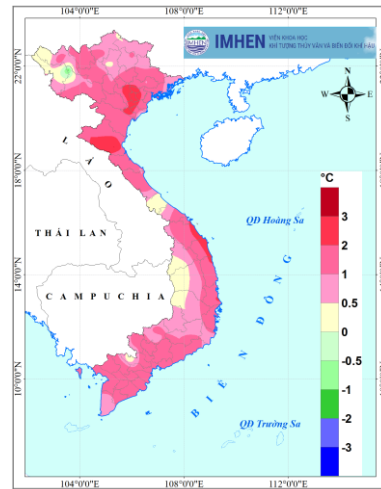 104°0'0"E 108°0'0"E 112°0'0"E
IMHEN
VIỆN KHOA HỌC
KHÍ TƯỢNG THỦY VĂN VÀ BIẾN ĐỔI KHÍ HẬU
22°0'0"N
N
W E
S
LÀO
18°0'0"N
°C
3
2
1
0.5
0
-0.5
-1
-2
-3
QĐ Hoàng Sa
THÁI LAN
14°0'0"N
CAMPUCHIA
BIỂN ĐÔNG
10°0'0"N
QĐ Trường Sa
104°0'0"E 108°0'0"E 112°0'0"E